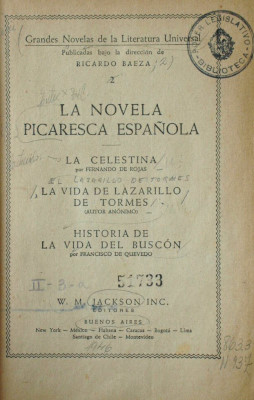 Grandes Novelas de la Literatura Universal
Publicadas bajo la dirección de
RICARDO BAEZA
2
LEGISLATIVO
BIBLIOTECA
LA NOVELA
PICARESCA ESPAÑOLA
LA CELESTINA
por FERNANDO DE ROJAS
EL LAZARILLO DE TORMES
LA VIDA DE LAZARILLO
DE TORMES
(AUTOR ANÓNIMO)
HISTORIA DE
LA VIDA DEL BUSCÓN
por FRANCISCO DE QUEVEDO
51733
II-3-a
W. M. JACKSON INC.
EDITORES
BUENOS AIRES
New York - México - Habana - Caracas - Bogotá - Lima
Santiago de Chile - Montevideo